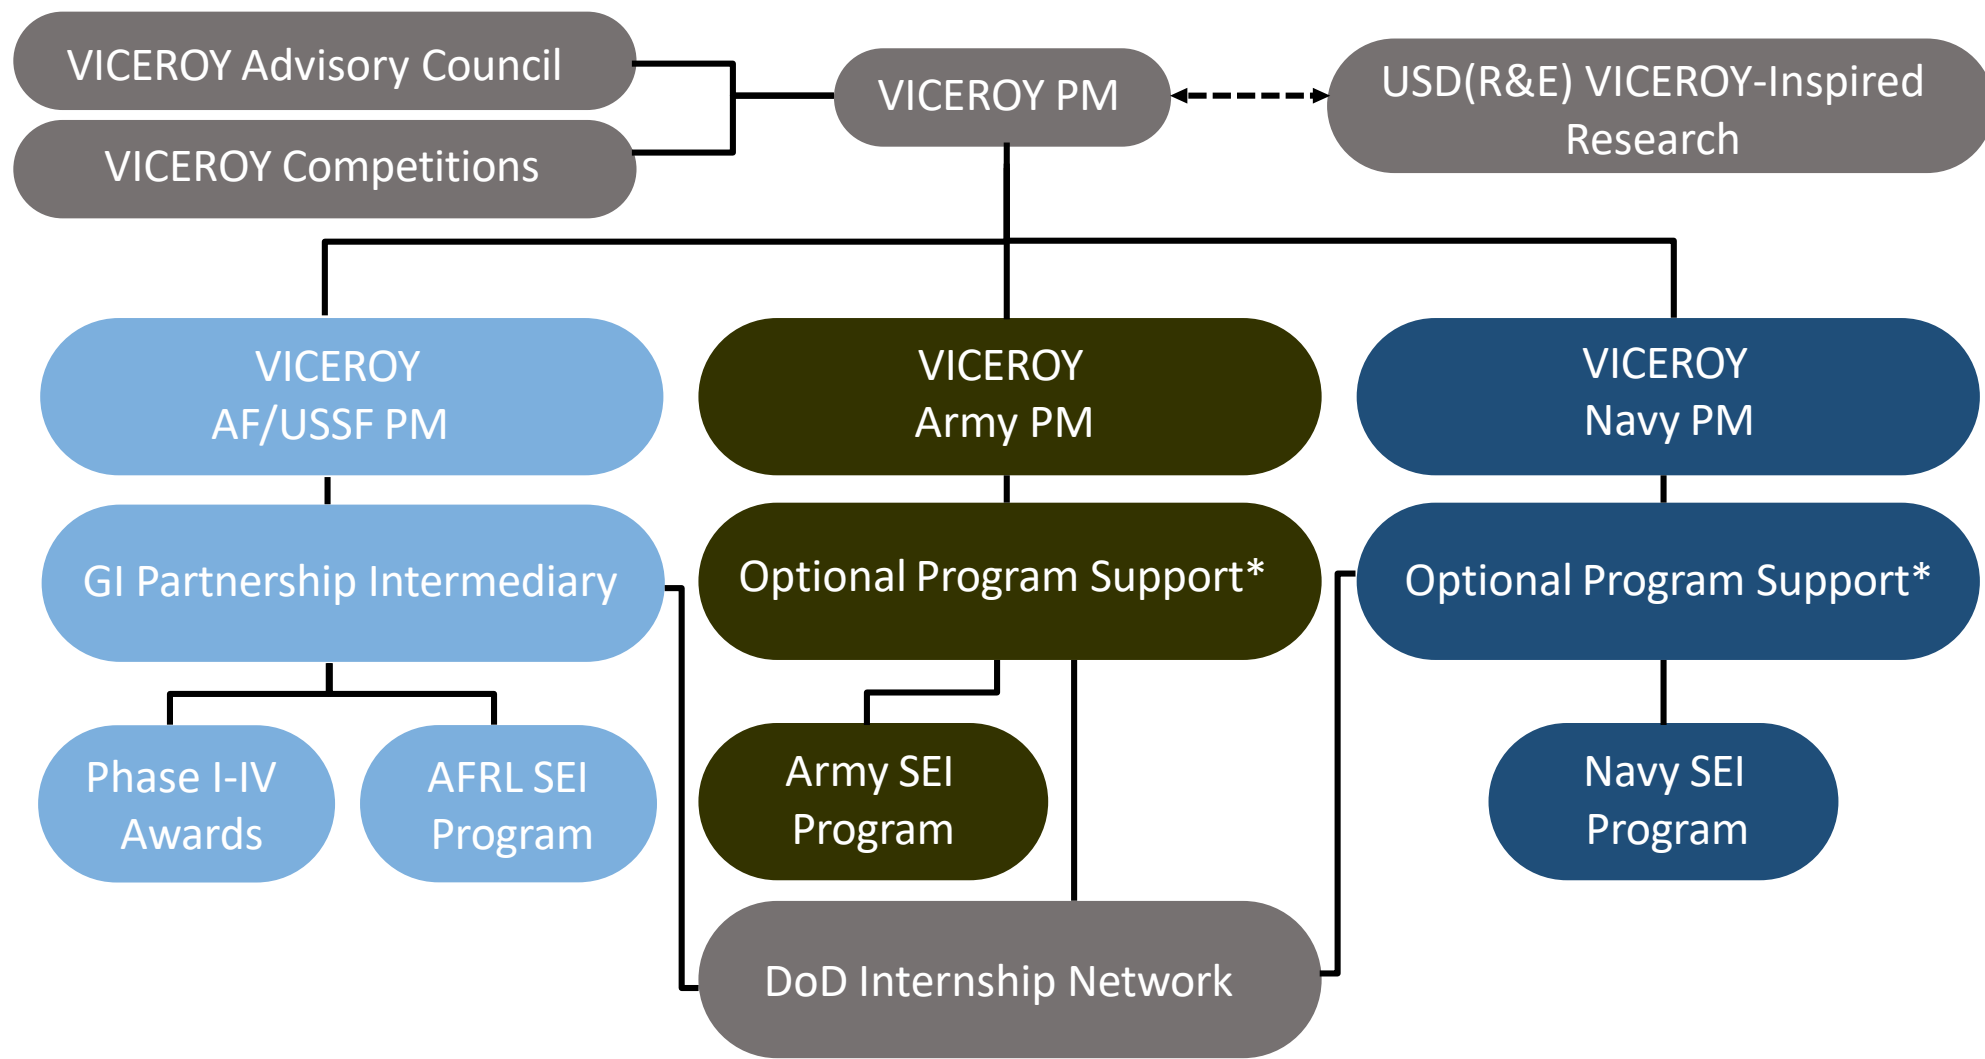 VICEROY Advisory Council
VICEROY PM
USD(R&E) VICEROY-Inspired
Research
VICEROY Competitions
VICEROY
AF/USSF PM
VICEROY
Army PM
VICEROY
Navy PM
GI Partnership Intermediary
Optional Program Support*
Optional Program Support*
Phase I-IV
Awards
AFRL SEI
Program
Army SEI
Program
Navy SEI
Program
DoD Internship Network